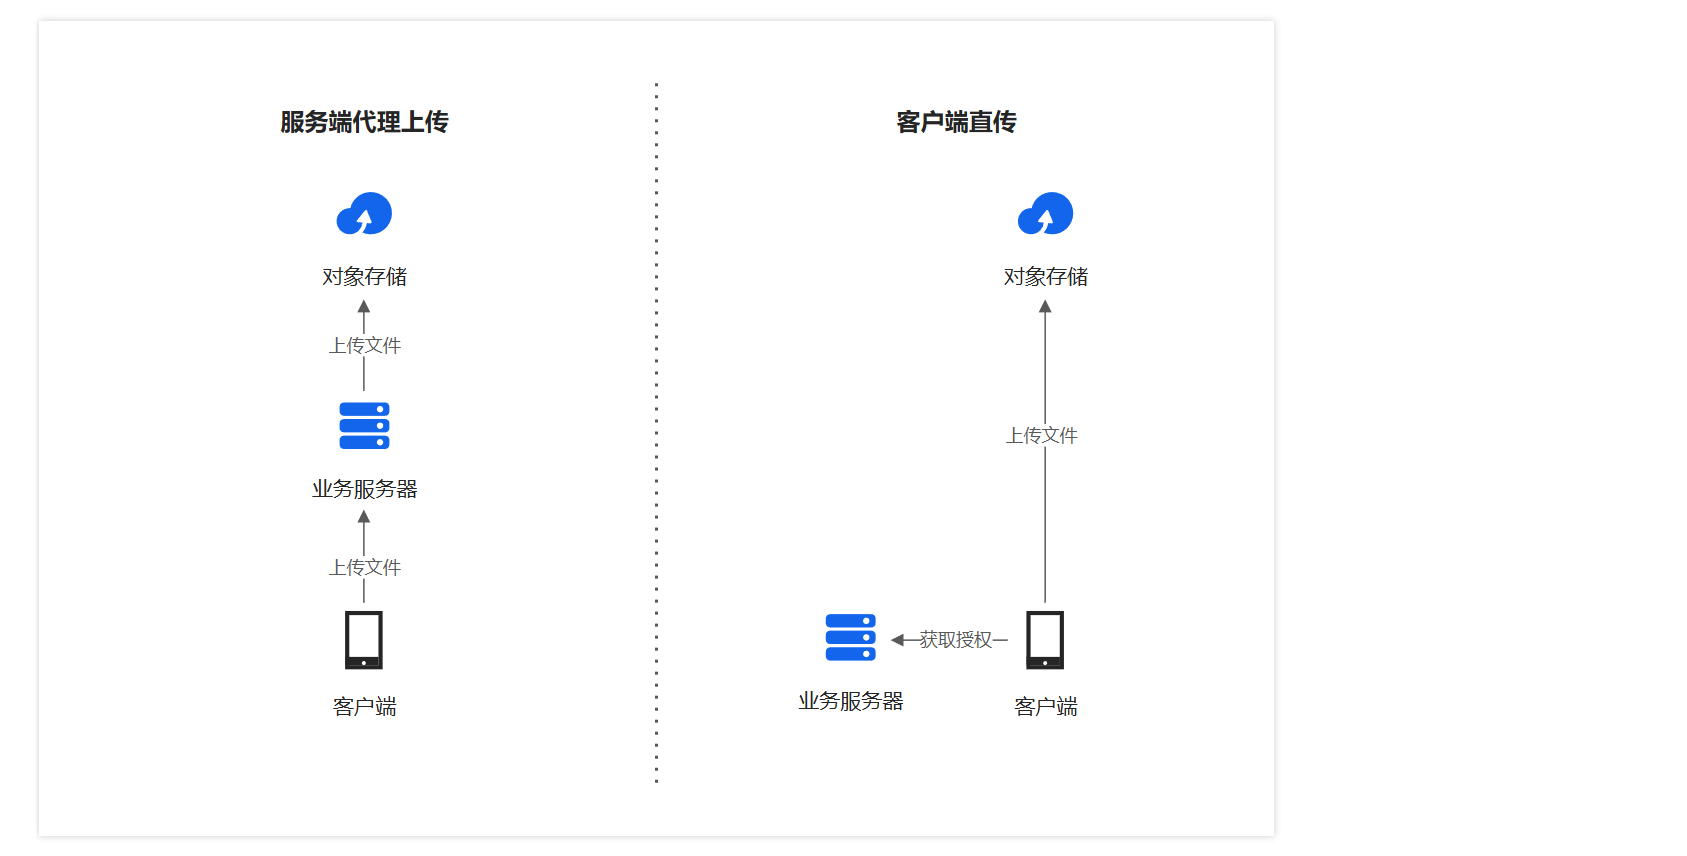 服务端代理上传
对象存储
上传文件
业务服务器
上传文件
客户端
客户端直传
对象存储
上传文件
获取授权
业务服务器
客户端